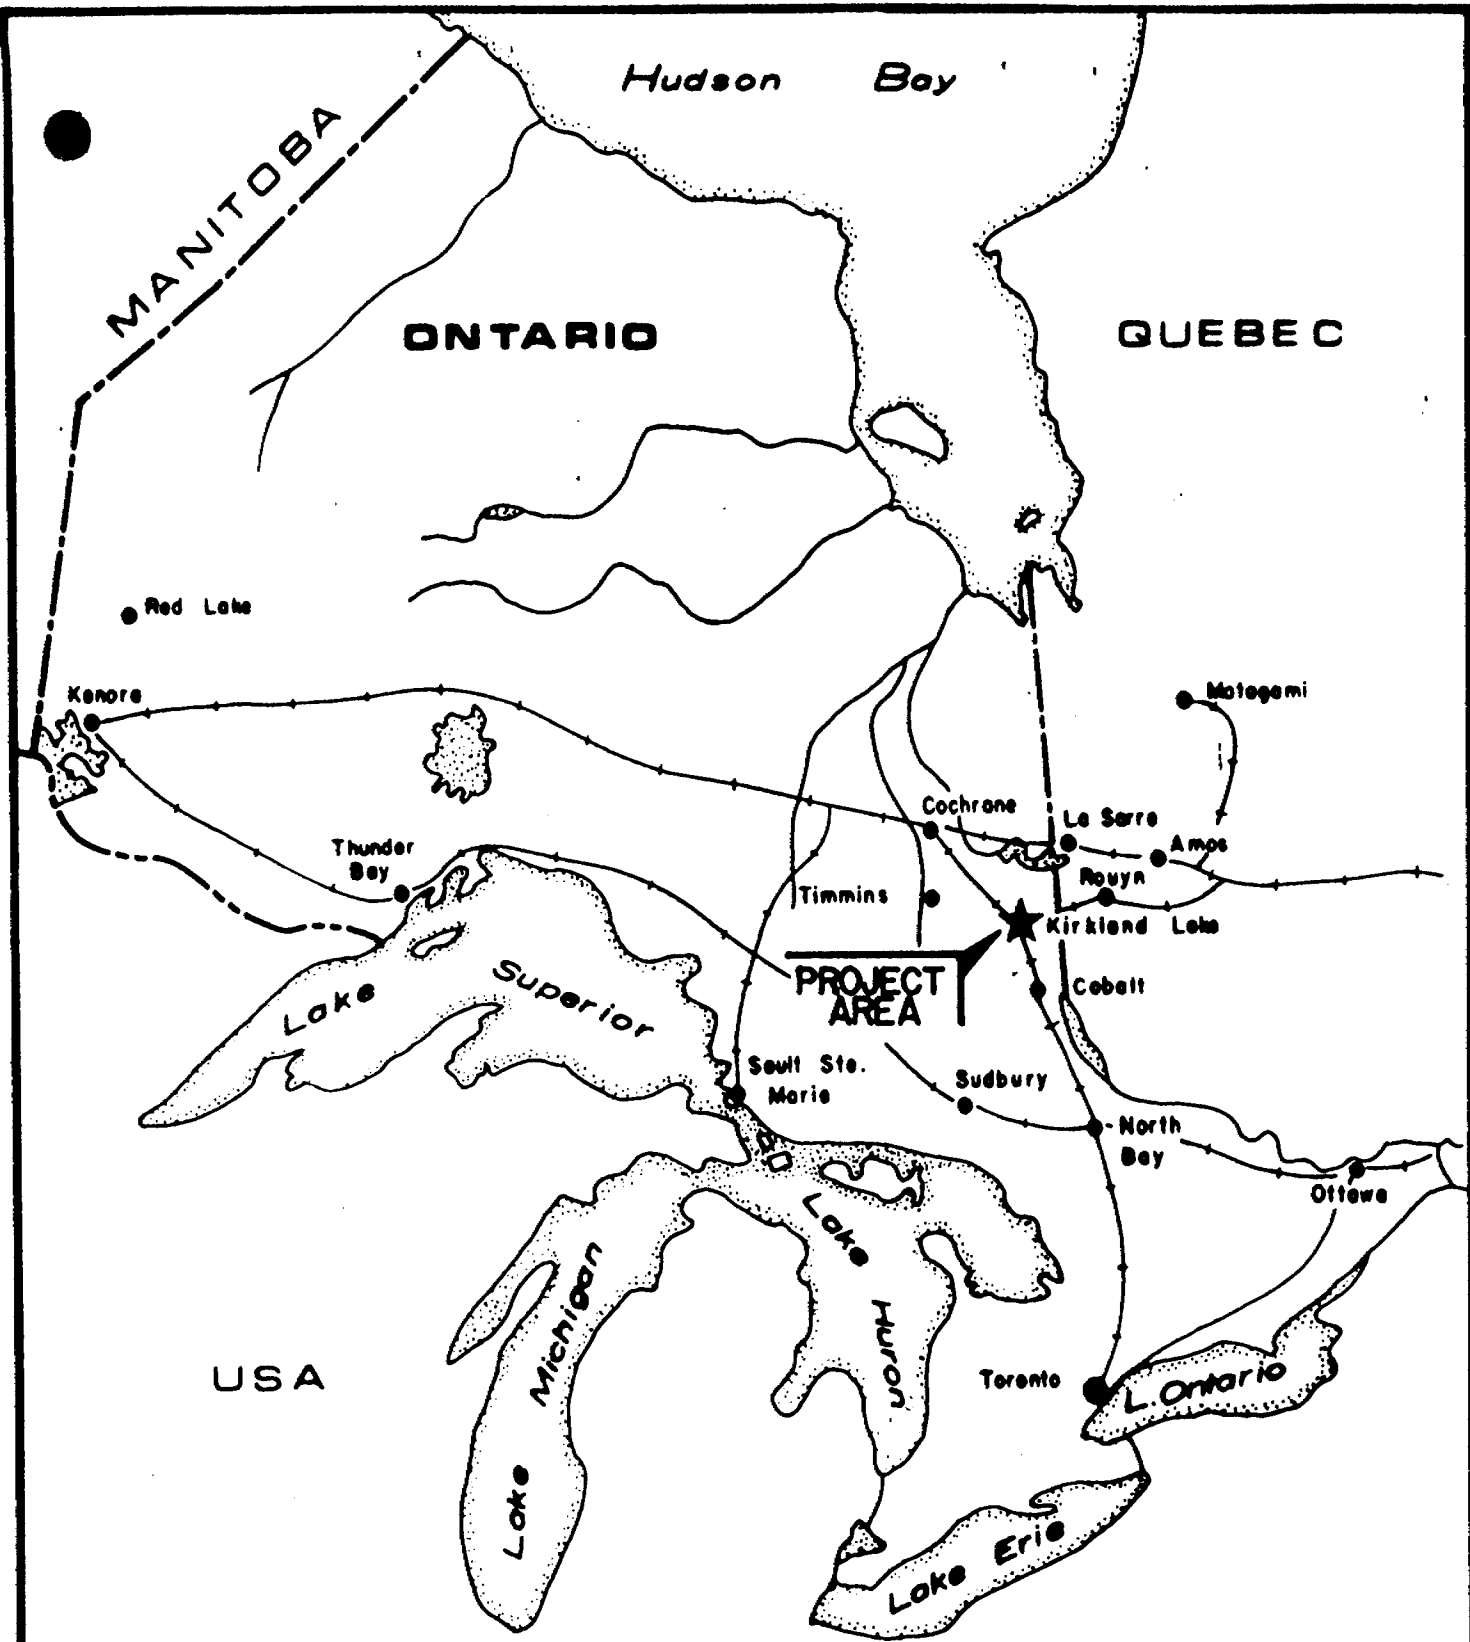 Hudson Bay
MANITOBA
ONTARIO
QUEBEC
Red Lake
Kenora
Matagami
Cochrane
La Sarre
Thunder
Bay
Amos
Rouyn
Timmins
Kirkland Lake
PROJECT
AREA
Cobalt
Lake Superior
Sault Ste.
Marie
Sudbury
North
Bay
Ottawa
Lake Huron
Lake Michigan
USA
Toronto
L. Ontario
Lake Erie